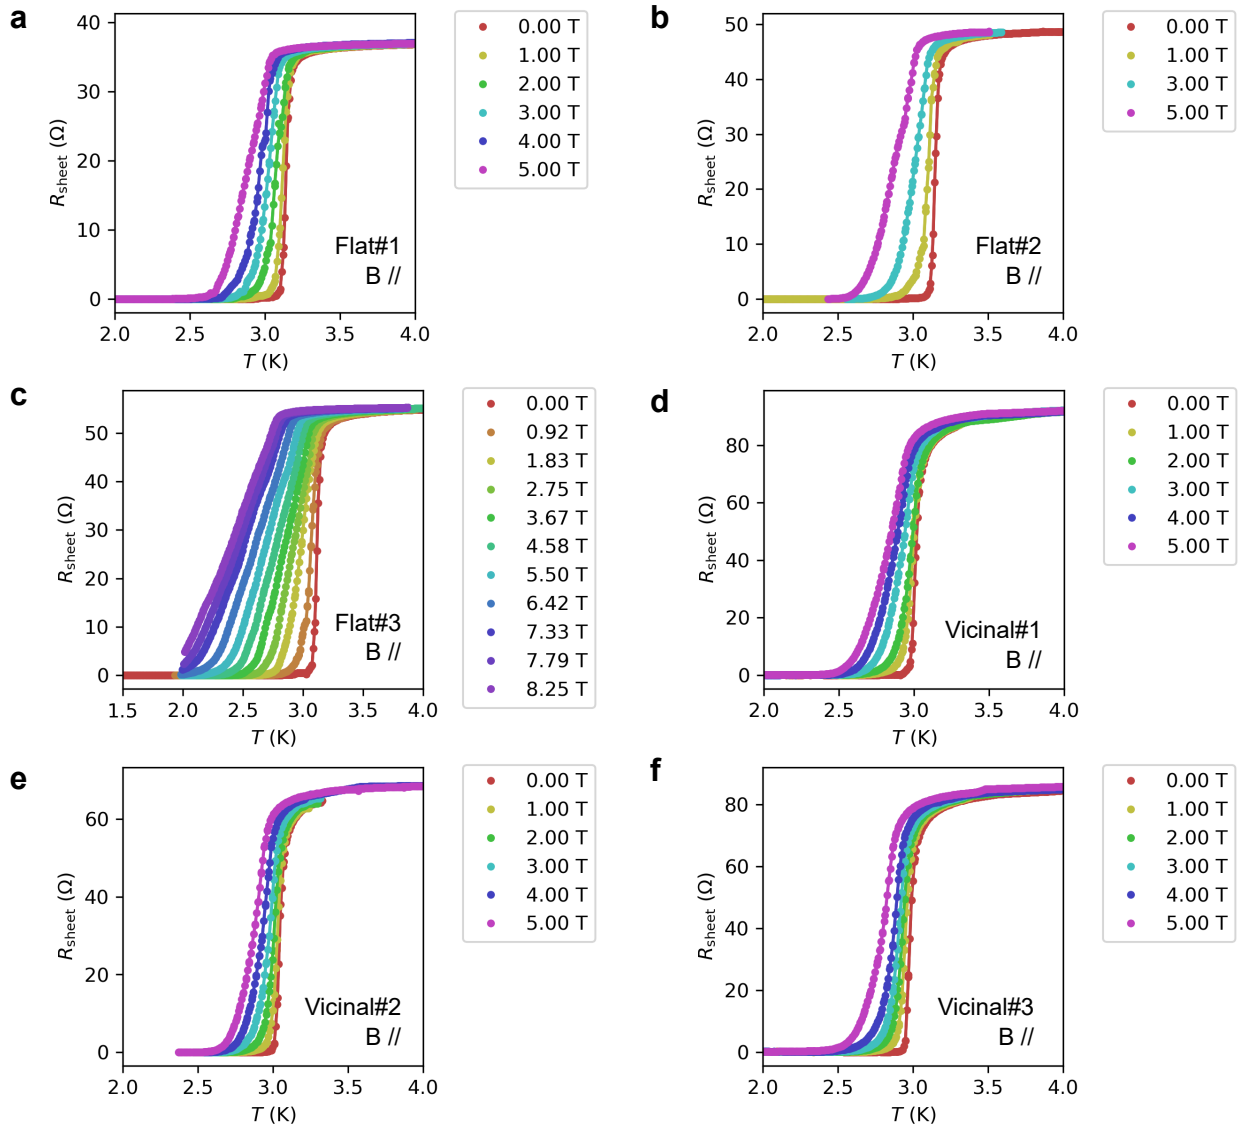 a
R_sheet (Ω)
40
30
20
10
0
2.0 2.5 3.0 3.5 4.0
T (K)
Flat#1
B //
0.00 T
1.00 T
2.00 T
3.00 T
4.00 T
5.00 T
b
R_sheet (Ω)
50
40
30
20
10
0
2.0 2.5 3.0 3.5 4.0
T (K)
Flat#2
B //
0.00 T
1.00 T
3.00 T
5.00 T
c
R_sheet (Ω)
50
40
30
20
10
0
1.5 2.0 2.5 3.0 3.5 4.0
T (K)
Flat#3
B //
0.00 T
0.92 T
1.83 T
2.75 T
3.67 T
4.58 T
5.50 T
6.42 T
7.33 T
7.79 T
8.25 T
d
R_sheet (Ω)
80
60
40
20
0
2.0 2.5 3.0 3.5 4.0
T (K)
Vicinal#1
B //
0.00 T
1.00 T
2.00 T
3.00 T
4.00 T
5.00 T
e
R_sheet (Ω)
60
40
20
0
2.0 2.5 3.0 3.5 4.0
T (K)
Vicinal#2
B //
0.00 T
1.00 T
2.00 T
3.00 T
4.00 T
5.00 T
f
R_sheet (Ω)
80
60
40
20
0
2.0 2.5 3.0 3.5 4.0
T (K)
Vicinal#3
B //
0.00 T
1.00 T
2.00 T
3.00 T
4.00 T
5.00 T